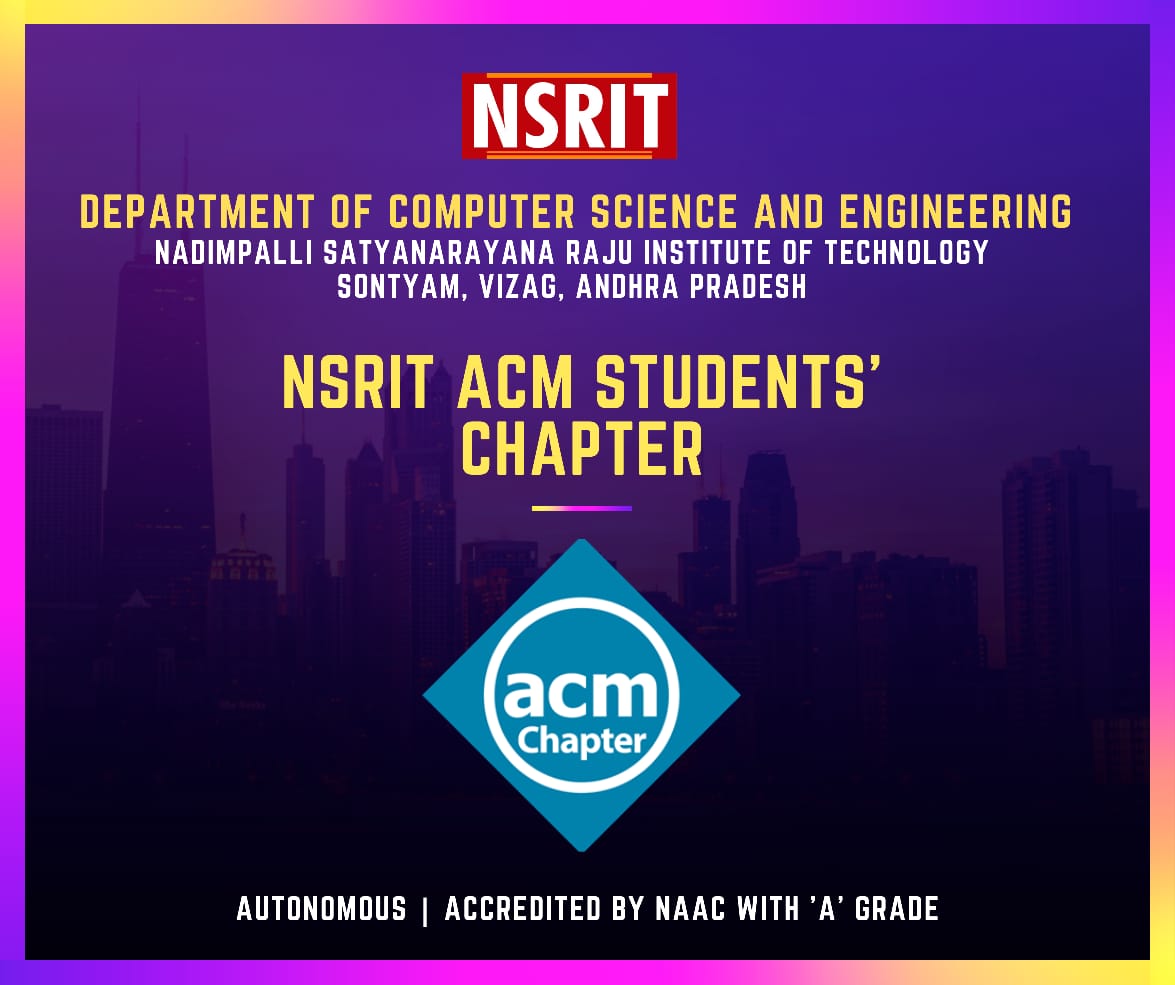 NSRIT
DEPARTMENT OF COMPUTER SCIENCE AND ENGINEERING
NADIMPALLI SATYANARAYANA RAJU INSTITUTE OF TECHNOLOGY
SONTYAM, VIZAG, ANDHRA PRADESH
NSRIT ACM STUDENTS'
CHAPTER
acm
Chapter
AUTONOMOUS | ACCREDITED BY NAAC WITH 'A' GRADE